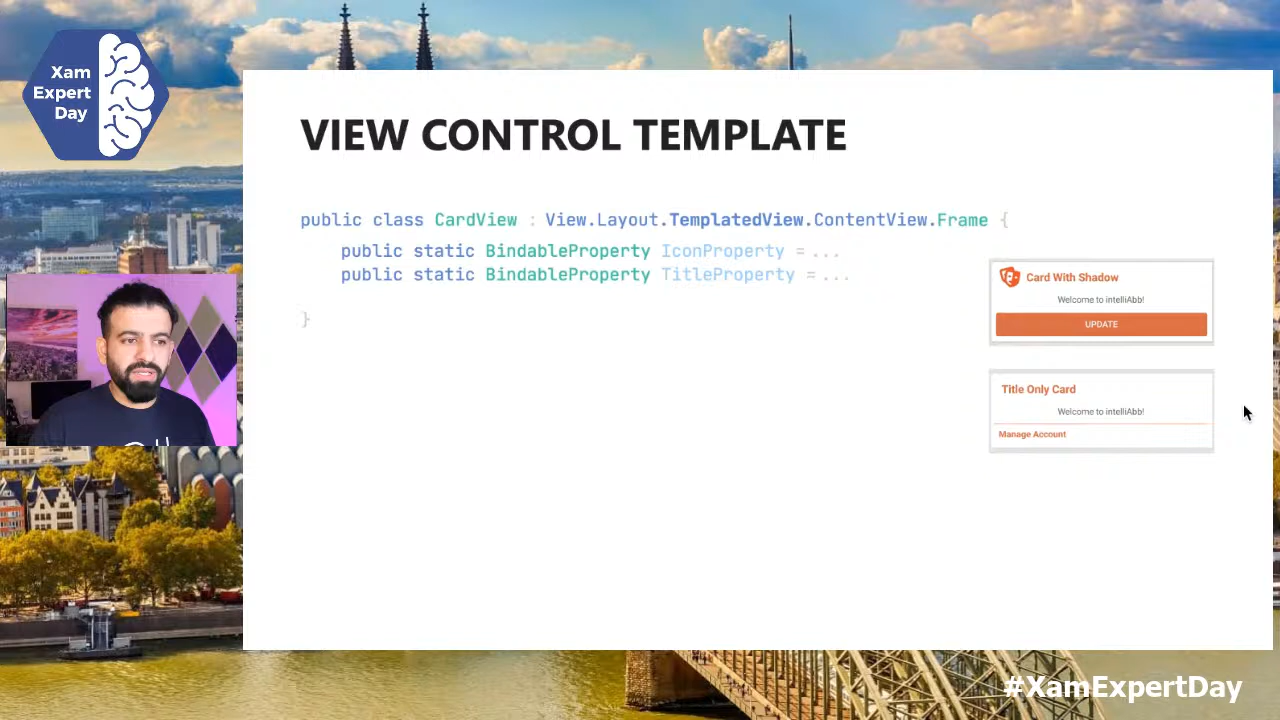 Xam
Expert
Day
VIEW CONTROL TEMPLATE
public class CardView : View.Layout.TemplatedView.ContentView.Frame {
public static BindableProperty IconProperty = ...
public static BindableProperty TitleProperty = ...
}
Card With Shadow
Welcome to intelliAbb!
UPDATE
Title Only Card
Welcome to intelliAbb!
Manage Account
#XamExpertDay